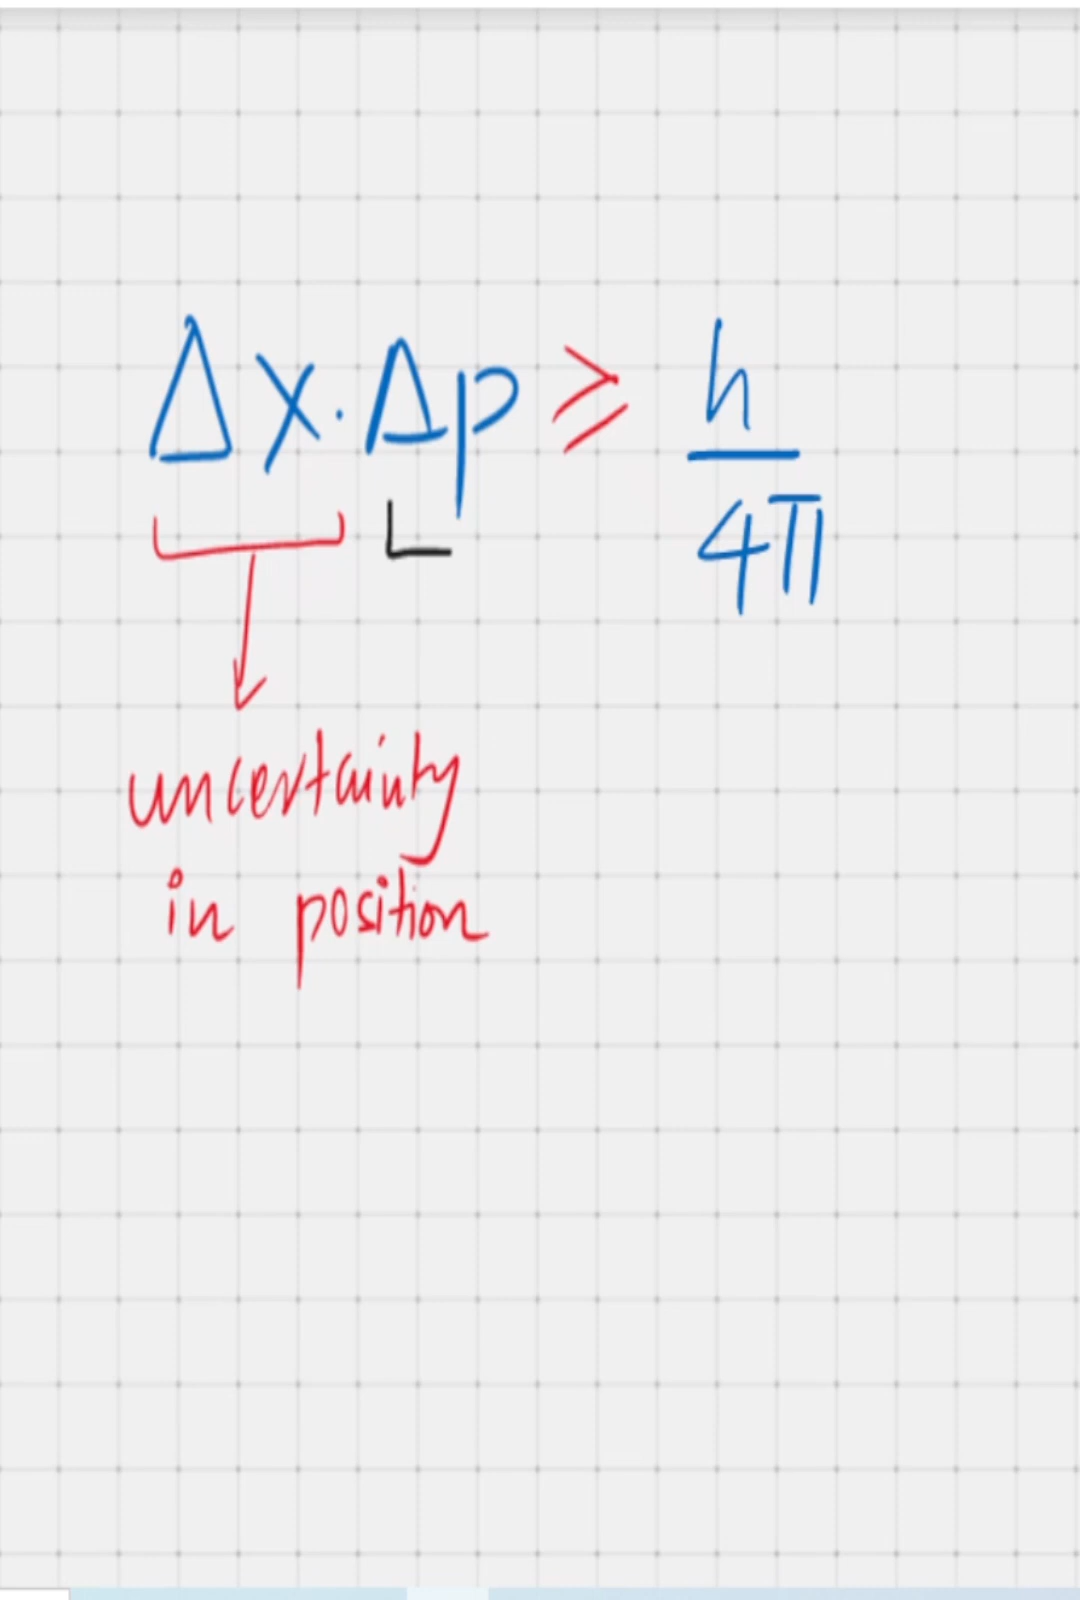 Δx·Δp ≥ h/4π
uncertainty
in position